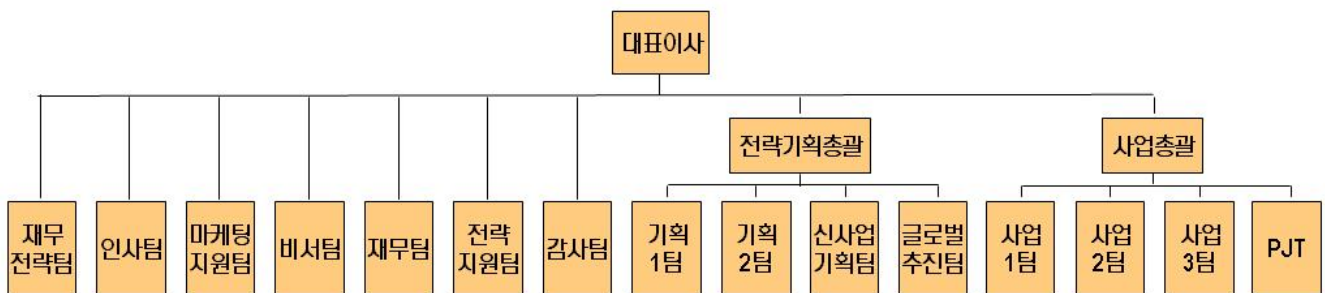 대표이사
전략기획총괄
사업총괄
재무
전략팀
인사팀
마케팅
지원팀
비서팀
재무팀
전략
지원팀
감사팀
기획
1팀
기획
2팀
신사업
기획팀
글로벌
추진팀
사업
1팀
사업
2팀
사업
3팀
PJT